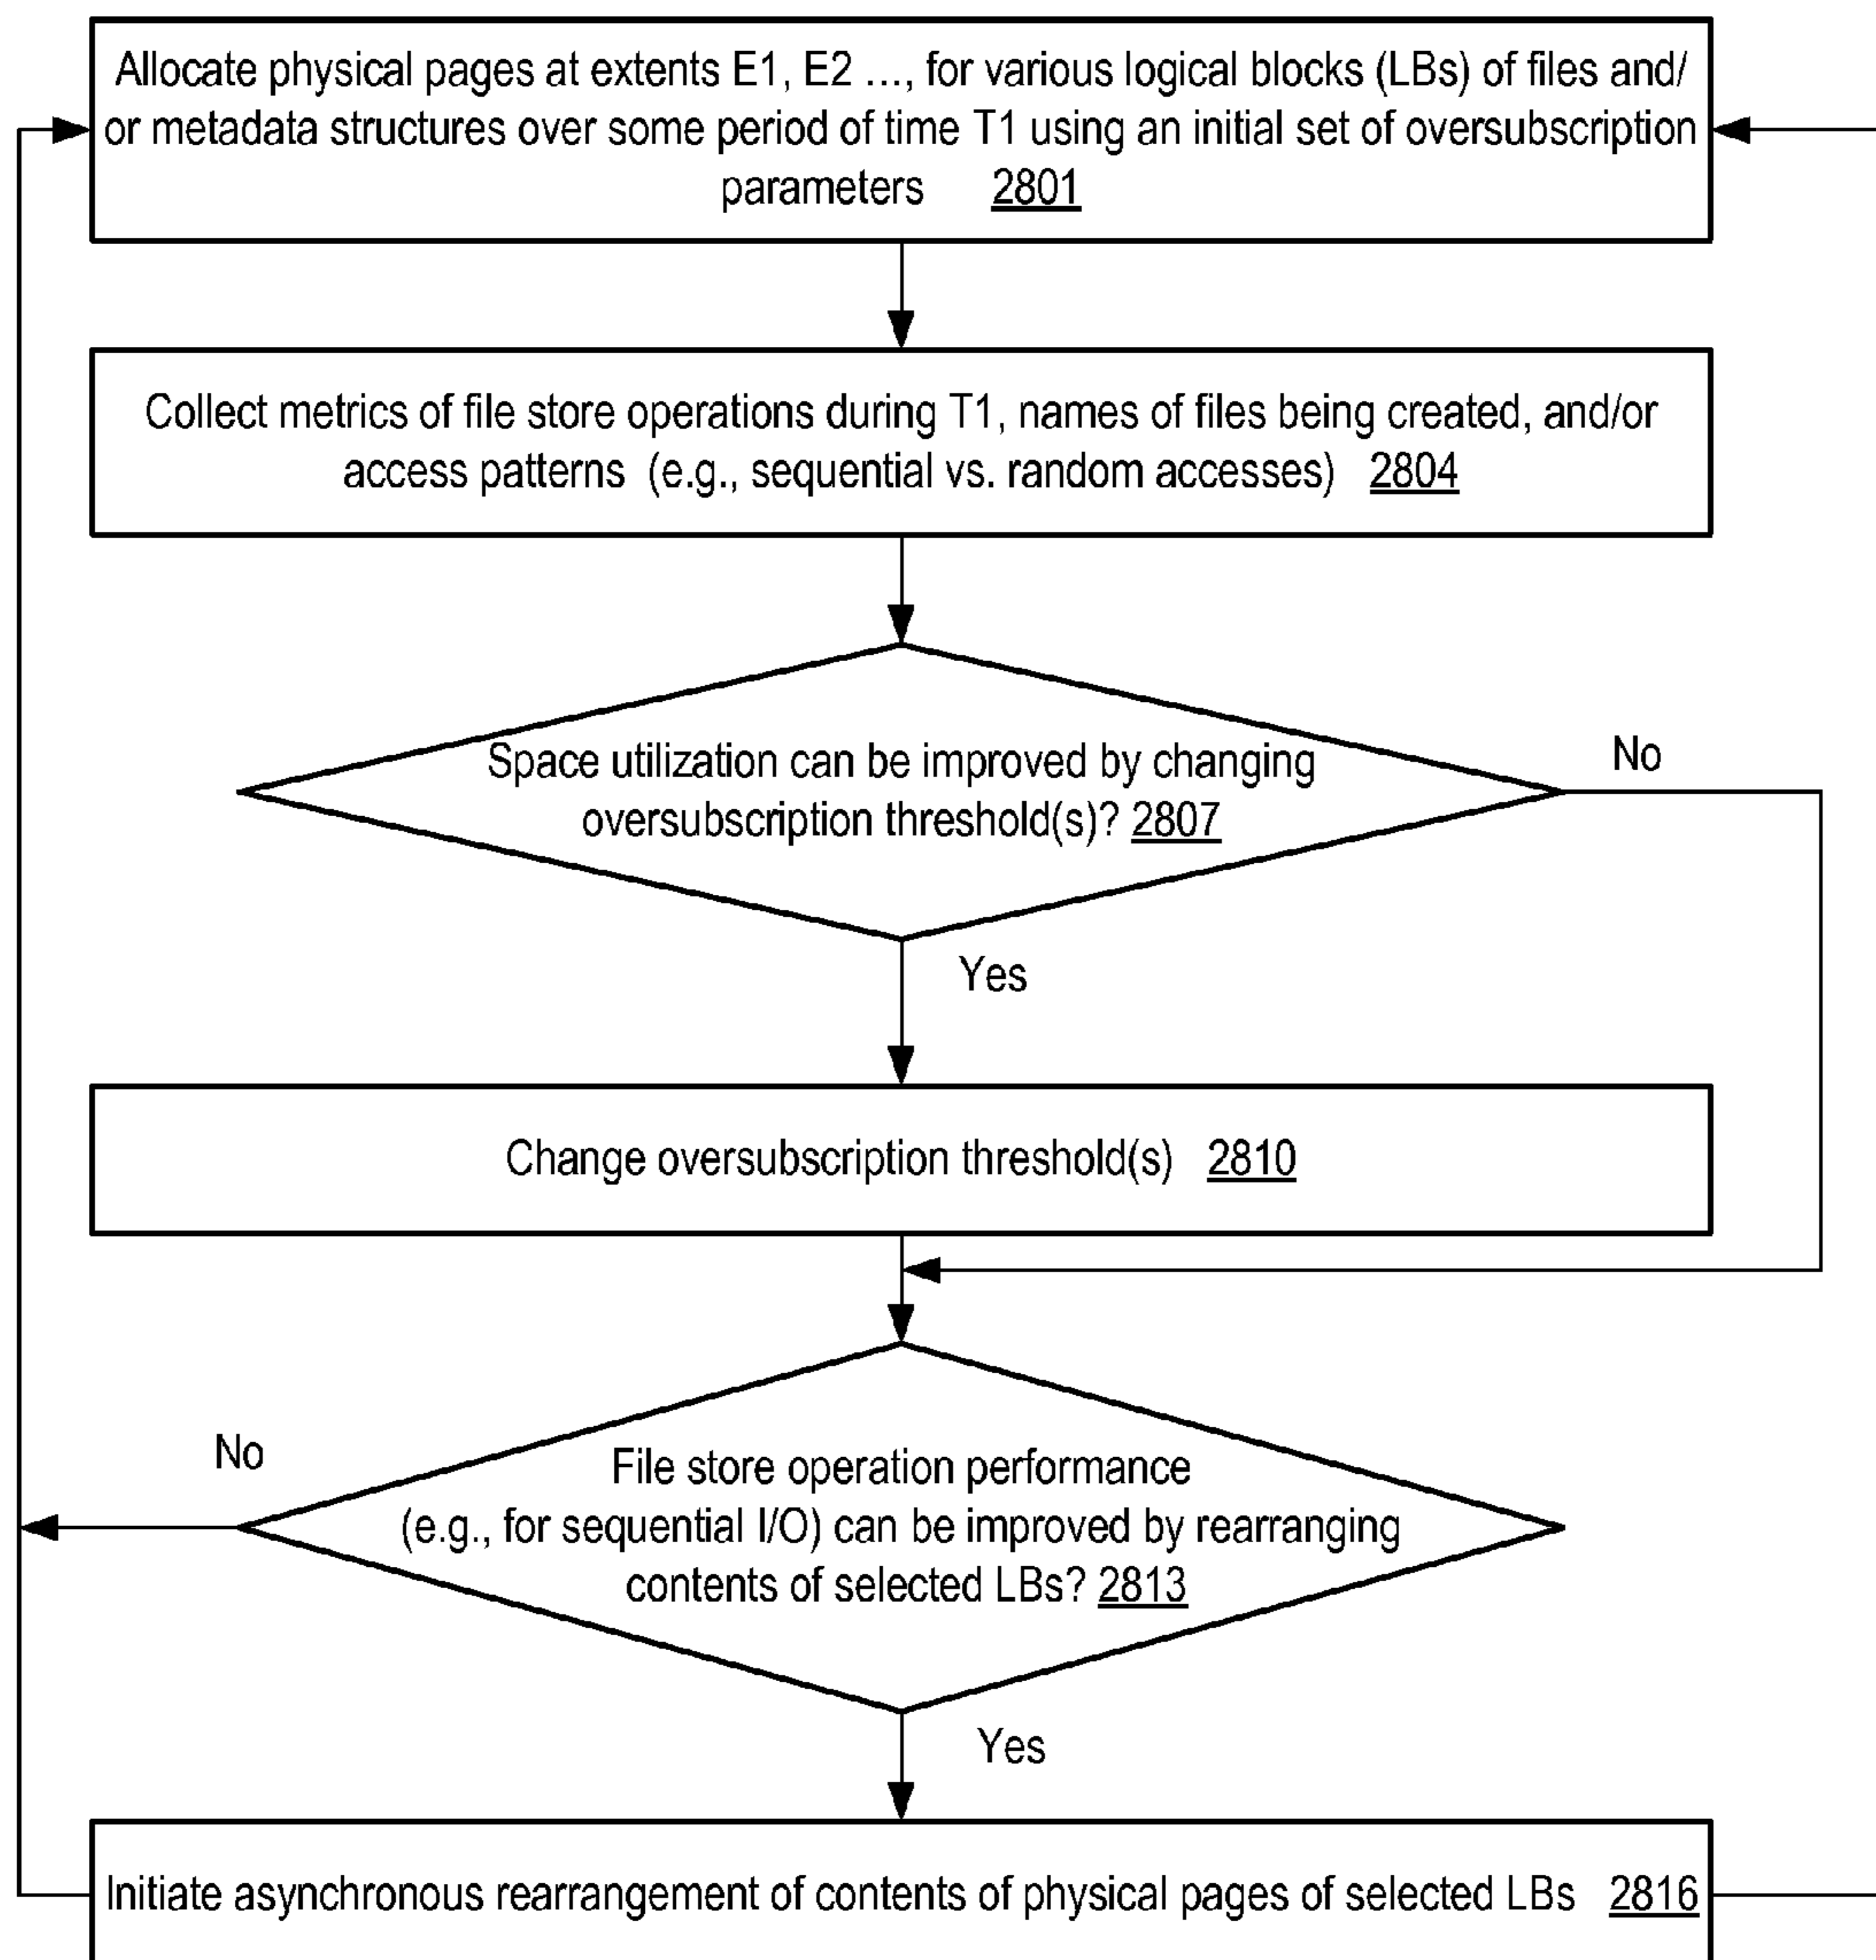 Allocate physical pages at extents E1, E2 ..., for various logical blocks (LBs) of files and/
or metadata structures over some period of time T1 using an initial set of oversubscription
parameters 2801
Collect metrics of file store operations during T1, names of files being created, and/or
access patterns (e.g., sequential vs. random accesses) 2804
Space utilization can be improved by changing
oversubscription threshold(s)? 2807
No
Yes
Change oversubscription threshold(s) 2810
File store operation performance
(e.g., for sequential I/O) can be improved by rearranging
contents of selected LBs? 2813
No
Yes
Initiate asynchronous rearrangement of contents of physical pages of selected LBs 2816